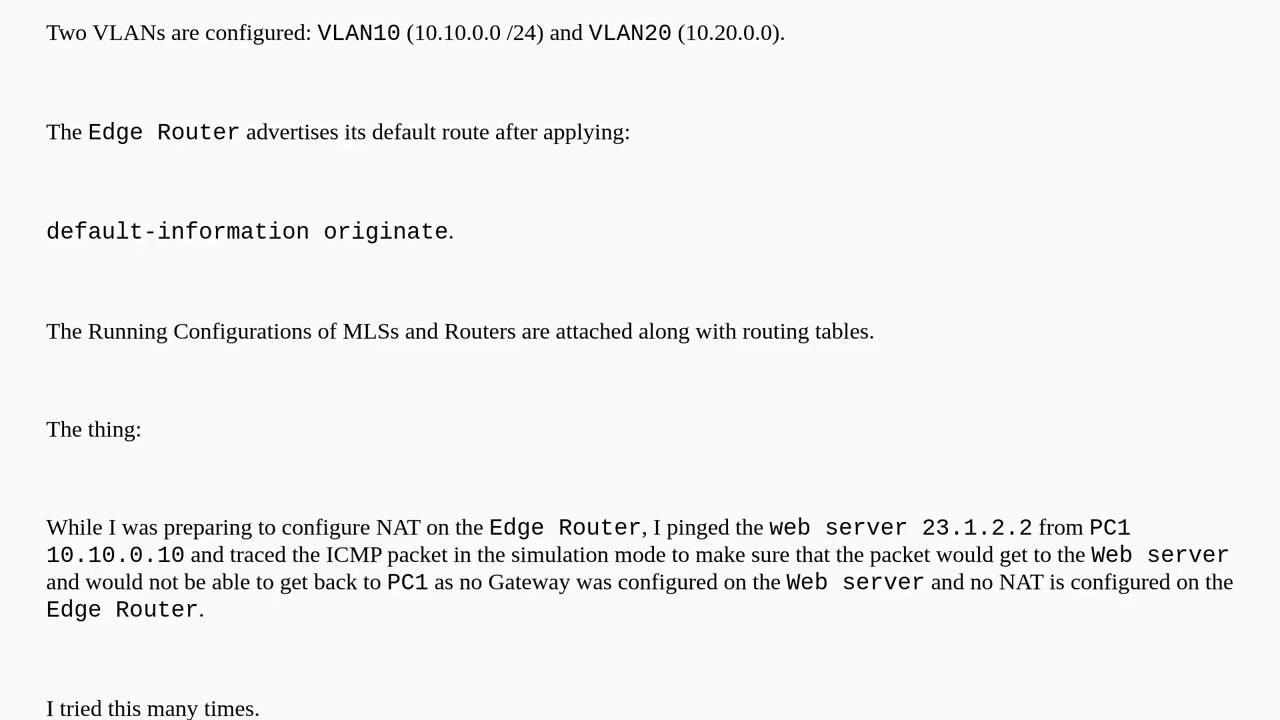 Two VLANs are configured: VLAN10 (10.10.0.0 /24) and VLAN20 (10.20.0.0).
The Edge Router advertises its default route after applying:
default-information originate.
The Running Configurations of MLSs and Routers are attached along with routing tables.
The thing:
While I was preparing to configure NAT on the Edge Router, I pinged the web server 23.1.2.2 from PC1
10.10.0.10 and traced the ICMP packet in the simulation mode to make sure that the packet would get to the Web server
and would not be able to get back to PC1 as no Gateway was configured on the Web server and no NAT is configured on the
Edge Router.
I tried this many times.